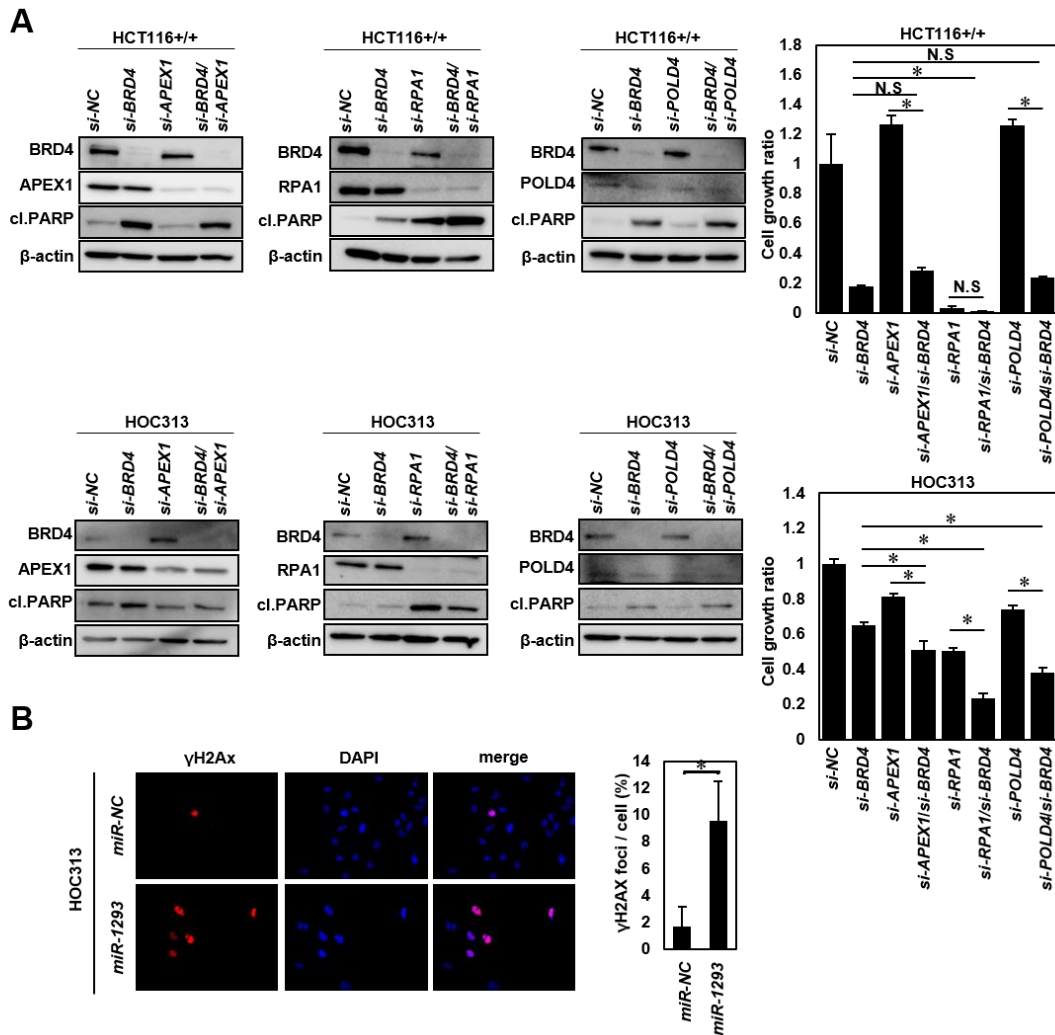 A
HCT116+/+
si-NC
si-BRD4
si-APEX1
si-BRD4/
si-APEX1
BRD4
APEX1
cl.PARP
β-actin
HCT116+/+
si-NC
si-BRD4
si-RPA1
si-BRD4/
si-RPA1
BRD4
RPA1
cl.PARP
β-actin
HCT116+/+
si-NC
si-BRD4
si-POLD4
si-BRD4/
si-POLD4
BRD4
POLD4
cl.PARP
β-actin
HCT116+/+
Cell growth ratio
1.8
1.6
1.4
1.2
1
0.8
0.6
0.4
0.2
0
N.S
*
N.S
*
*
N.S
si-NC
si-BRD4
si-APEX1
si-APEX1/si-BRD4
si-RPA1
si-RPA1/si-BRD4
si-POLD4
si-POLD4/si-BRD4
HOC313
si-NC
si-BRD4
si-APEX1
si-BRD4/
si-APEX1
BRD4
APEX1
cl.PARP
β-actin
HOC313
si-NC
si-BRD4
si-RPA1
si-BRD4/
si-RPA1
BRD4
RPA1
cl.PARP
β-actin
HOC313
si-NC
si-BRD4
si-POLD4
si-BRD4/
si-POLD4
BRD4
POLD4
cl.PARP
β-actin
HOC313
Cell growth ratio
1.4
1.2
1
0.8
0.6
0.4
0.2
0
*
*
*
*
*
*
si-NC
si-BRD4
si-APEX1
si-APEX1/si-BRD4
si-RPA1
si-RPA1/si-BRD4
si-POLD4
si-POLD4/si-BRD4
B
γH2Ax
DAPI
merge
HOC313
miR-NC
miR-1293
γH2AX foci / cell (%)
14
12
10
8
6
4
2
0
*
miR-NC
miR-1293